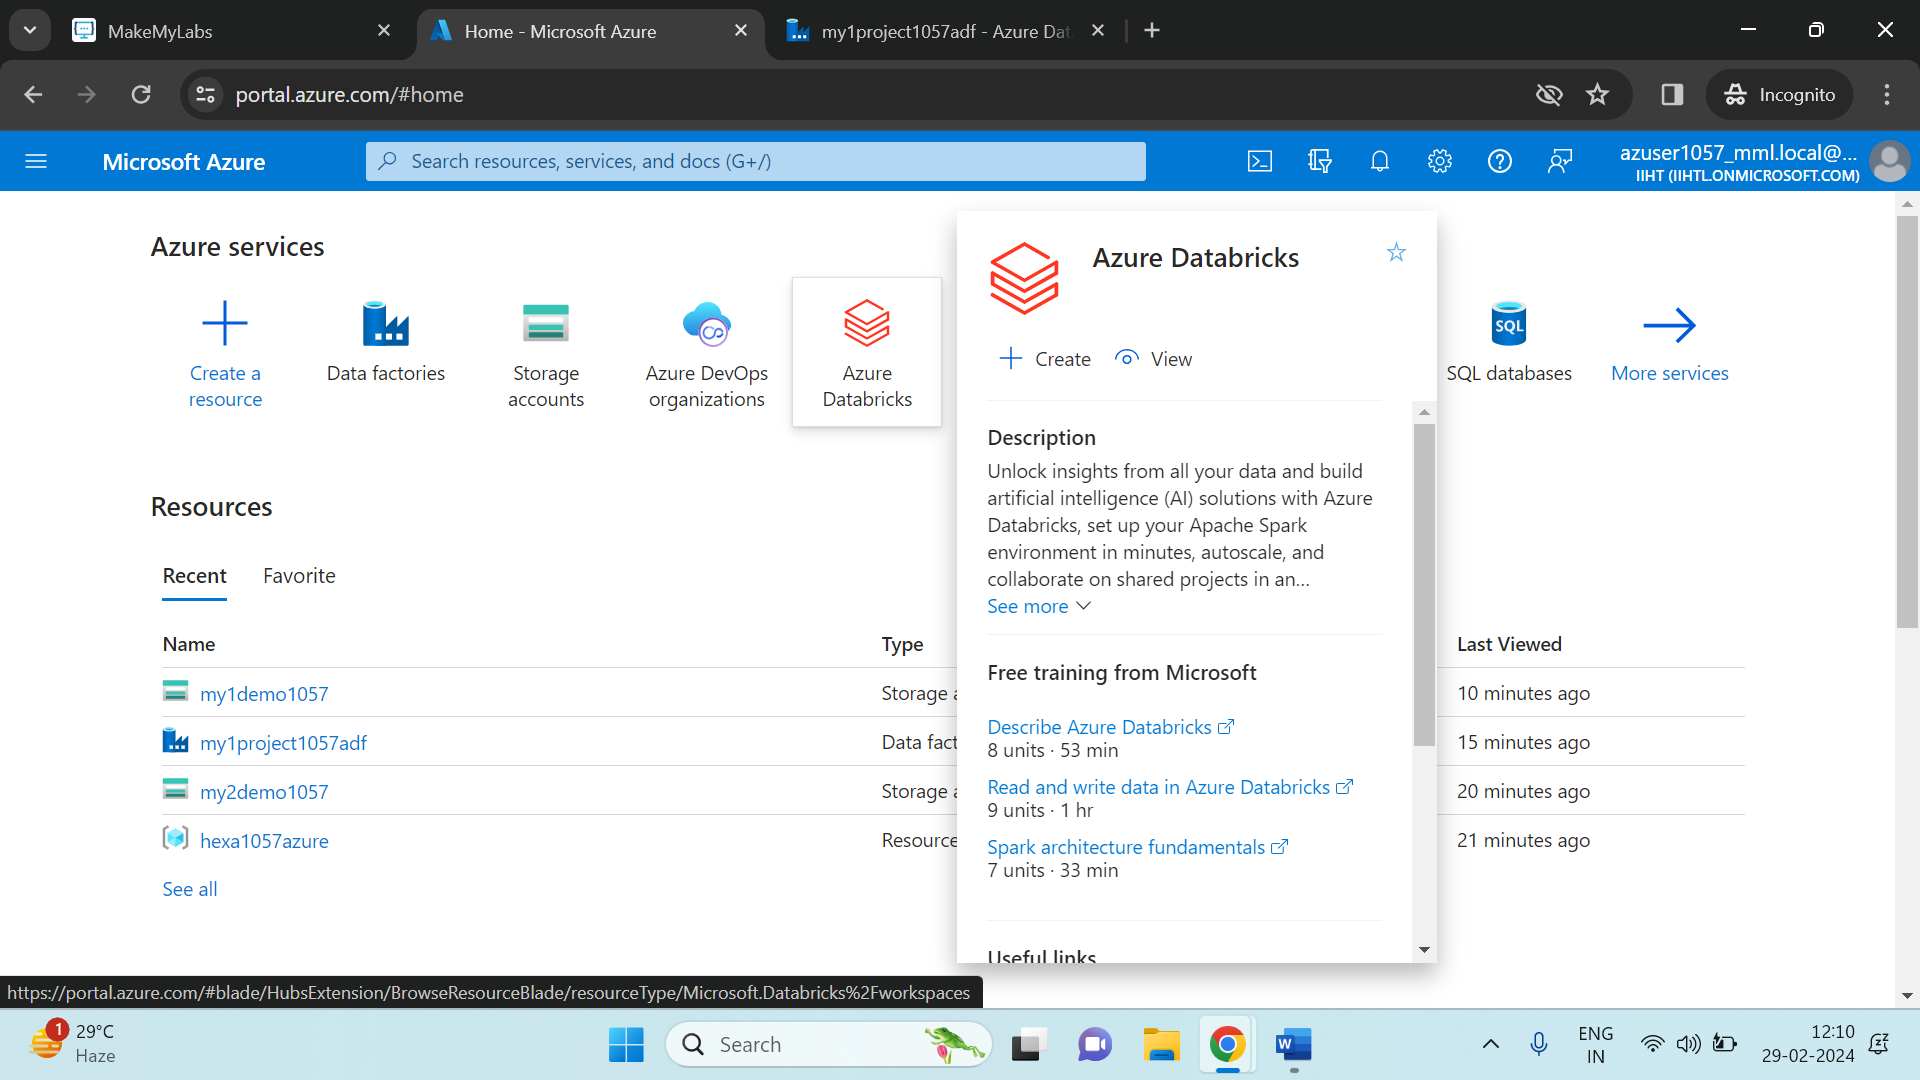 MakeMyLabs
Home - Microsoft Azure
my1project1057adf - Azure Dat
portal.azure.com/#home
Incognito
Microsoft Azure
Search resources, services, and docs (G+/)
azuser1057_mml.local@...
IIHT (IIHTL.ONMICROSOFT.COM)
Azure services
Create a
resource
Data factories
Storage
accounts
Azure DevOps
organizations
Azure
Databricks
SQL
SQL databases
More services
Azure Databricks
Create
View
Description
Unlock insights from all your data and build
artificial intelligence (AI) solutions with Azure
Databricks, set up your Apache Spark
environment in minutes, autoscale, and
collaborate on shared projects in an...
See more
Free training from Microsoft
Describe Azure Databricks
8 units · 53 min
Read and write data in Azure Databricks
9 units · 1 hr
Spark architecture fundamentals
7 units · 33 min
Useful links
Resources
Recent
Favorite
Name
Type
Last Viewed
my1demo1057
Storage a
10 minutes ago
my1project1057adf
Data fact
15 minutes ago
my2demo1057
Storage a
20 minutes ago
hexa1057azure
Resource
21 minutes ago
See all
https://portal.azure.com/#blade/HubsExtension/BrowseResourceBlade/resourceType/Microsoft.Databricks%2Fworkspaces
1
29°C
Haze
Search
W
ENG
IN
12:10
29-02-2024